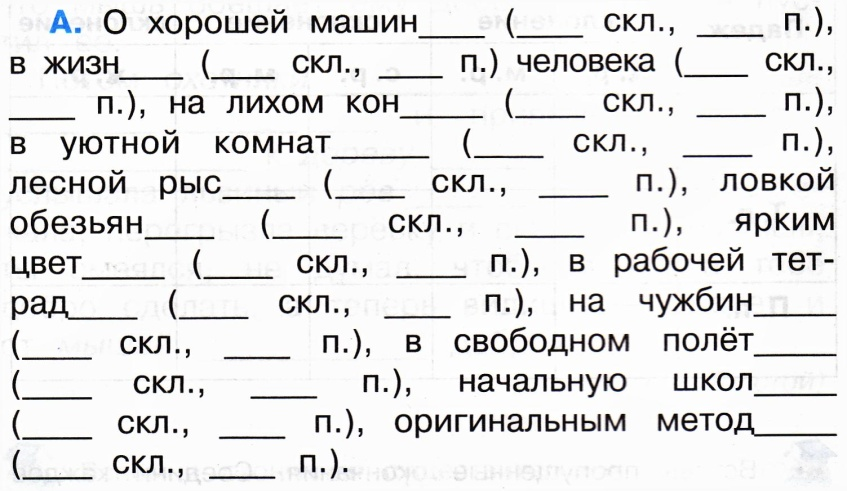 А. О хорошей машин____ (____ скл., __ п.),
в жизн____ (____ скл., ____ п.) человека (____ скл.,
____ п.), на лихом кон____ (____ скл., ____ п.),
в уютной комнат____ (____ скл., ____ п.),
лесной рыс____ (____ скл., ____ п.), ловкой
обезьян____ (____ скл., ____ п.), ярким
цвет____ (____ скл., ____ п.), в рабочей тет-
рад____ (____ скл., ____ п.), на чужбин____
(____ скл., ____ п.), в свободном полёт____
(____ скл., ____ п.), начальную школ____
(____ скл., ____ п.), оригинальным метод____
(____ скл., ____ п.).